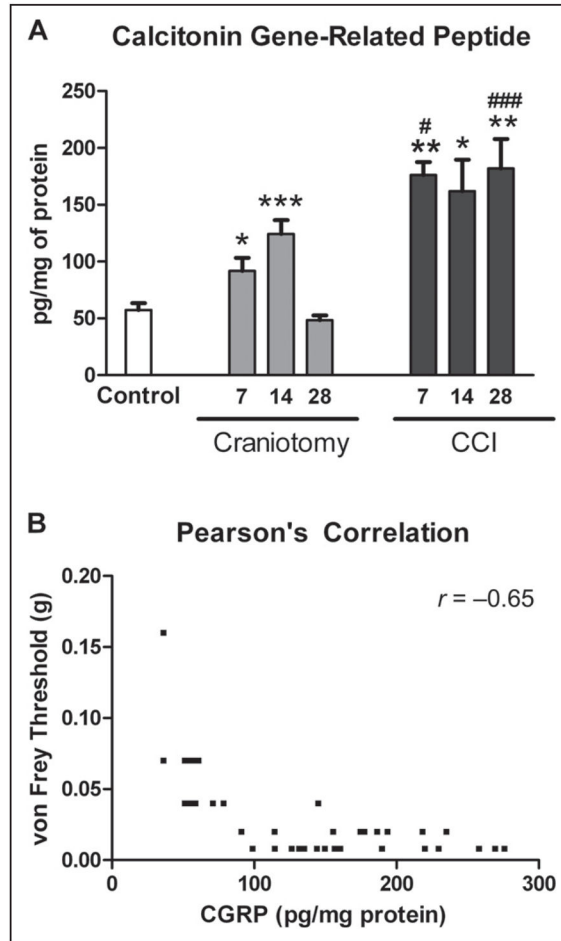 A Calcitonin Gene-Related Peptide
pg/mg of protein
250
200
150
100
50
0
*
***
#
**
*
###
**
Control 7 14 28 7 14 28
Craniotomy CCI
B Pearson's Correlation
r = –0.65
von Frey Threshold (g)
0.20
0.15
0.10
0.05
0.00
0 100 200 300
CGRP (pg/mg protein)